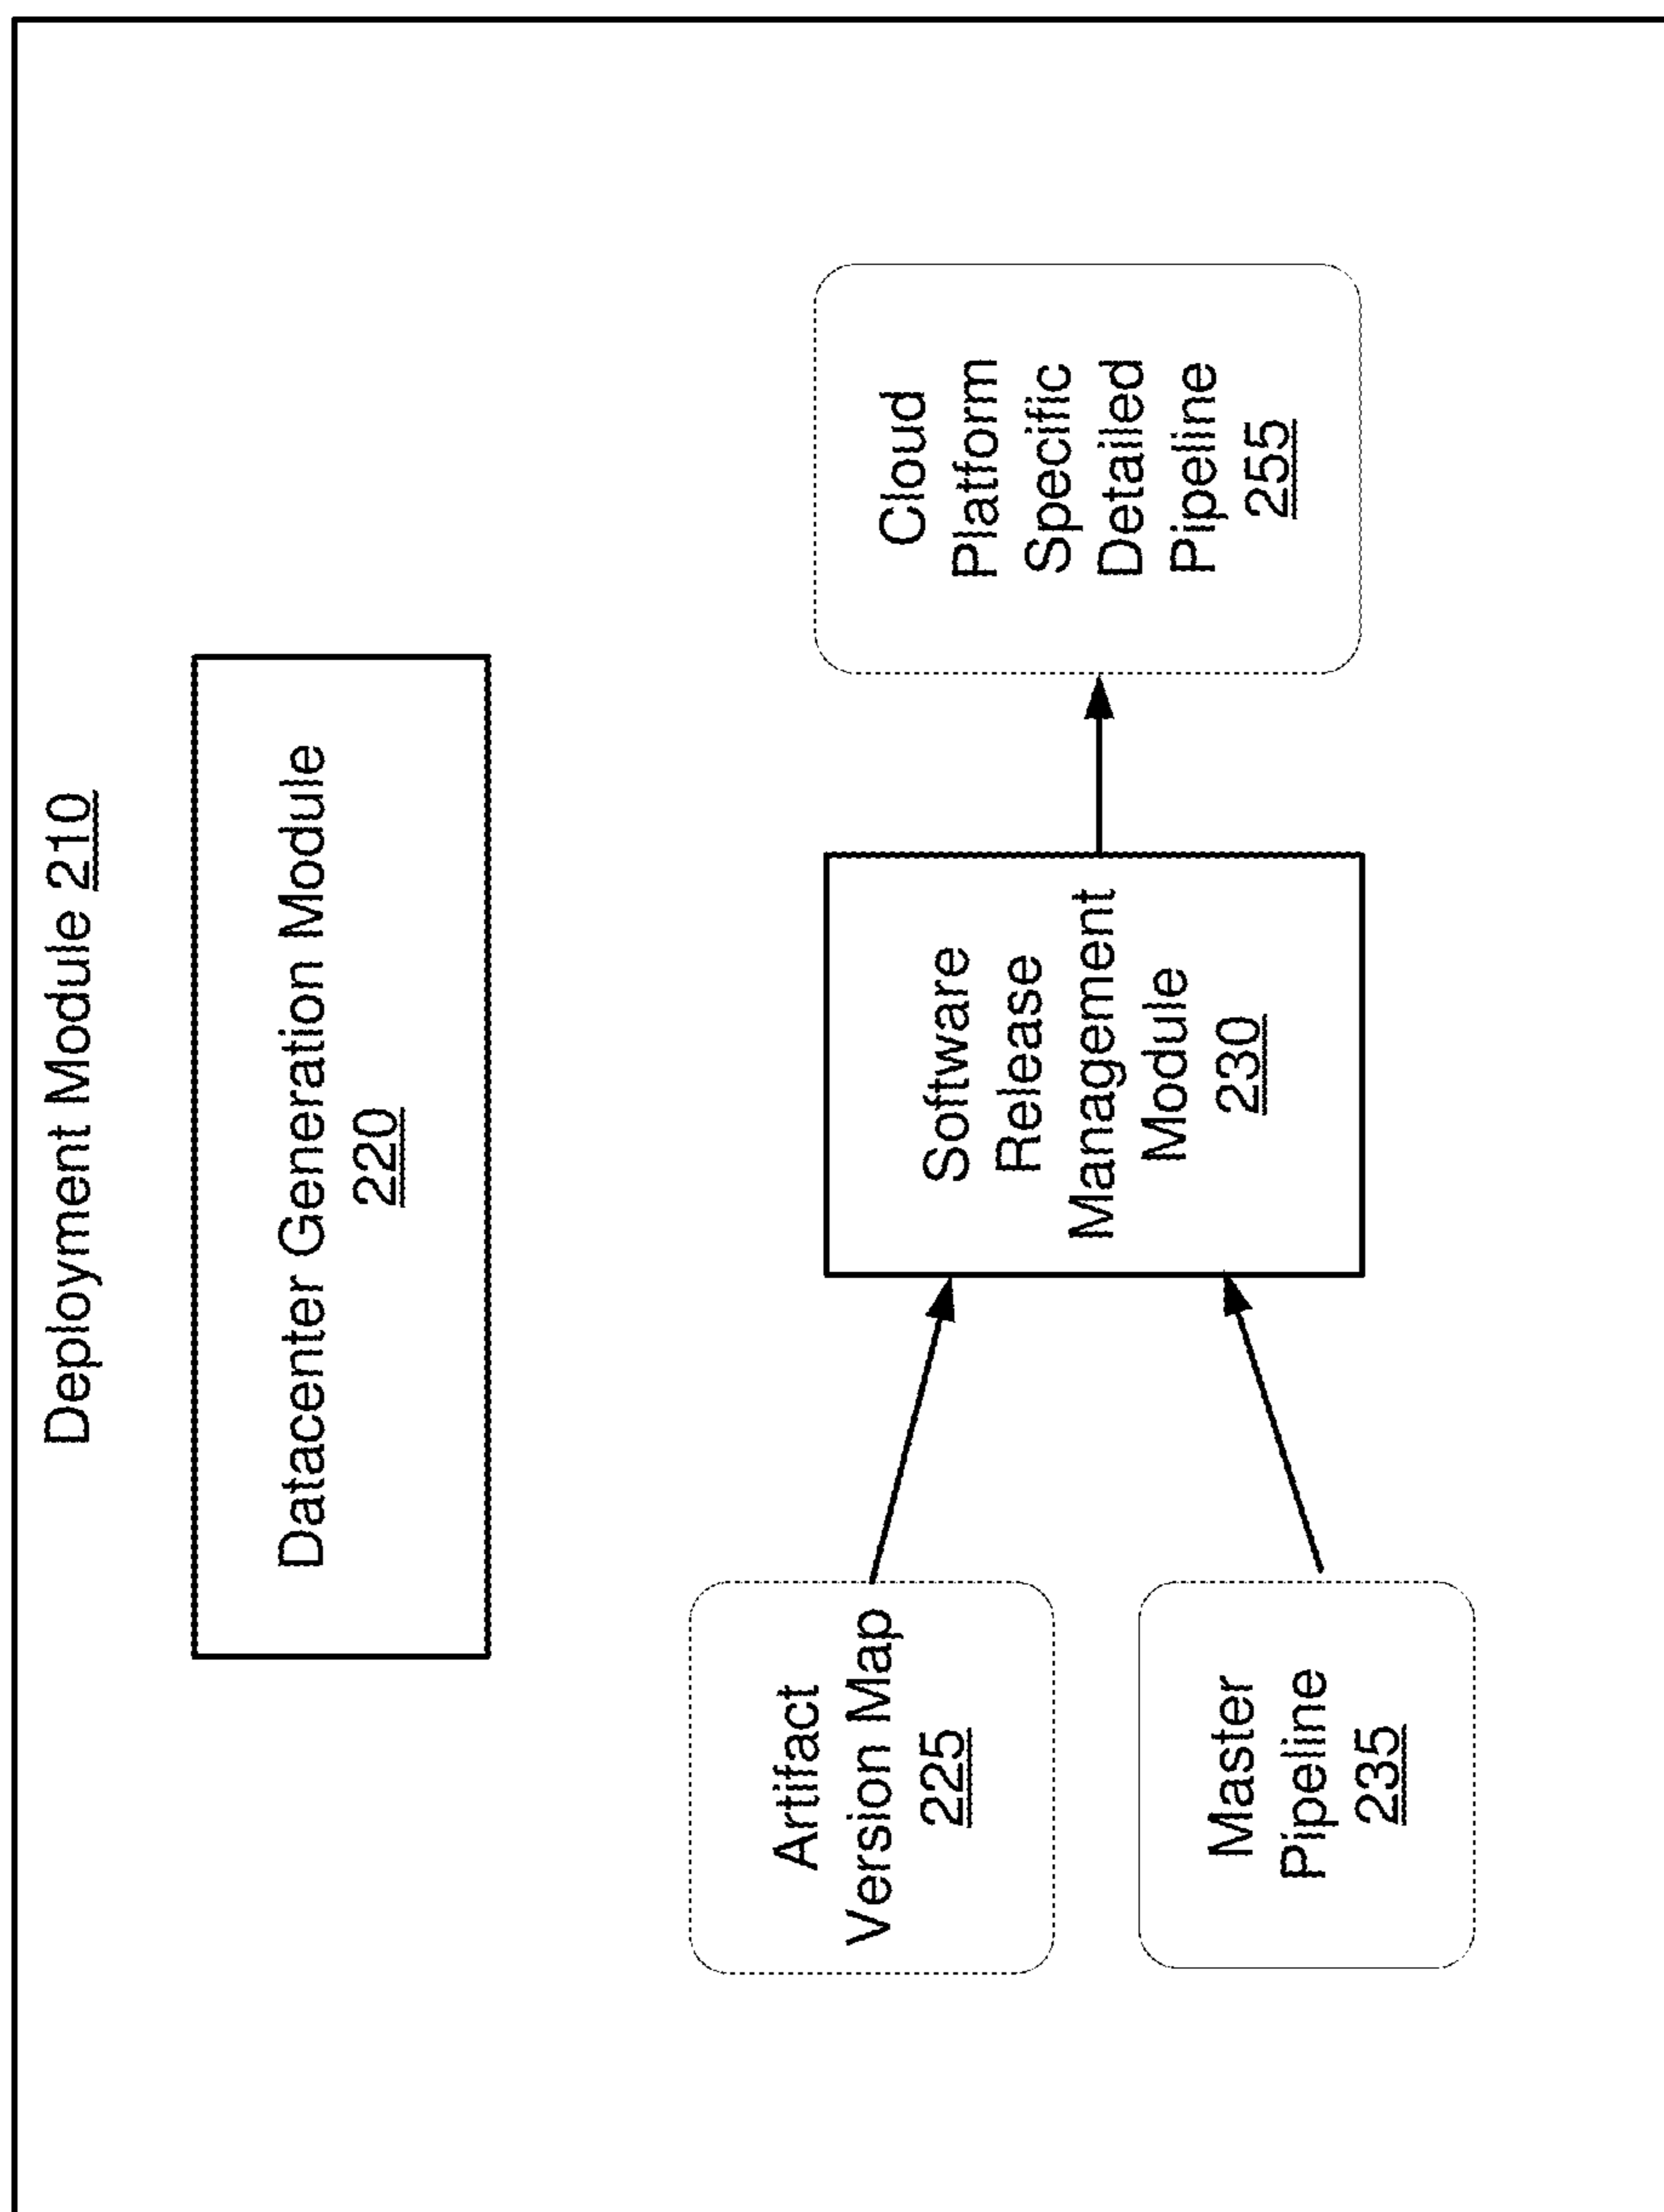 Deployment Module 210
Datacenter Generation Module
220
Artifact
Version Map
225
Master
Pipeline
235
Software
Release
Management
Module
230
Cloud
Platform
Specific
Detailed
Pipeline
255